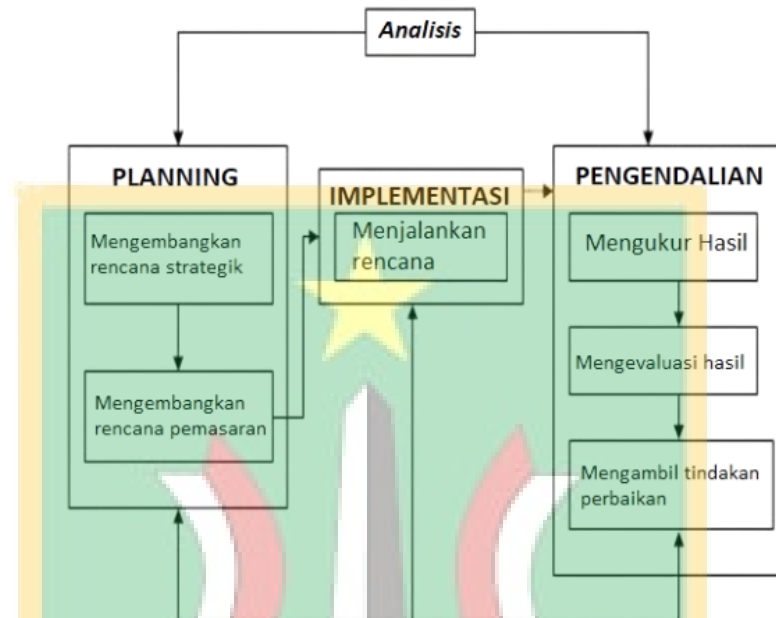 Analisis
PLANNING
Mengembangkan
rencana strategik
Mengembangkan
rencana pemasaran
IMPLEMENTASI
Menjalankan
rencana
PENGENDALIAN
Mengukur Hasil
Mengevaluasi hasil
Mengambil tindakan
perbaikan